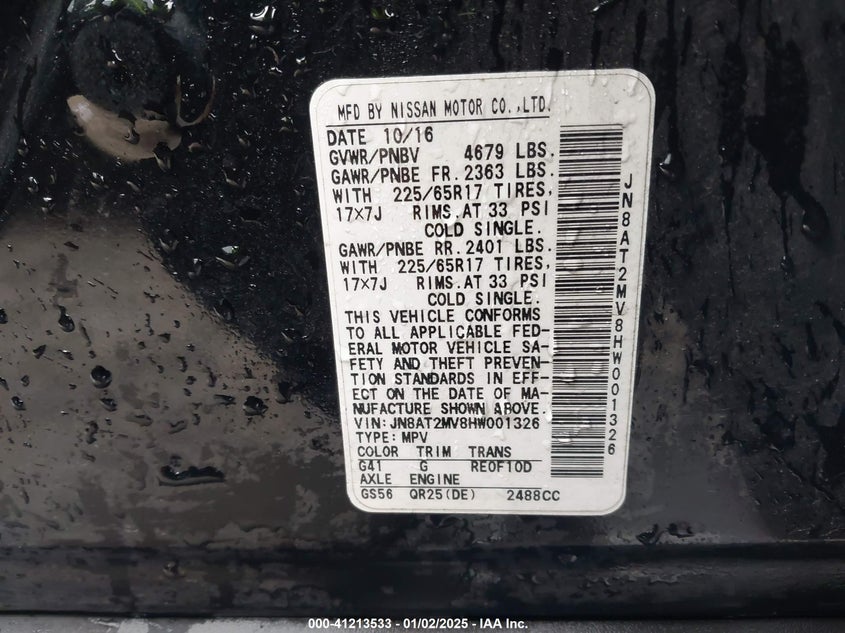 MFD BY NISSAN MOTOR CO.,LTD.
DATE 10/16
GVWR/PNBV 4679 LBS.
GAWR/PNBE FR.2363 LBS.
WITH 225/65R17 TIRES,
17×7J RIMS.AT 33 PSI
COLD SINGLE.
GAWR/PNBE RR.2401 LBS.
WITH 225/65R17 TIRES,
17×7J RIMS.AT 33 PSI
COLD SINGLE.
THIS VEHICLE CONFORMS
TO ALL APPLICABLE FED-
ERAL MOTOR VEHICLE SA-
FETY AND THEFT PREVEN-
TION STANDARDS IN EFF-
ECT ON THE DATE OF MA-
NUFACTURE SHOWN ABOVE.
VIN:JN8AT2MV8HW001326
TYPE:MPV
COLOR TRIM TRANS
G41 G RE0F10D
AXLE ENGINE
GS56 QR25(DE) 2488CC
JN8AT2MV8HW001326
000-41213533 - 01/02/2025 - IAA Inc.